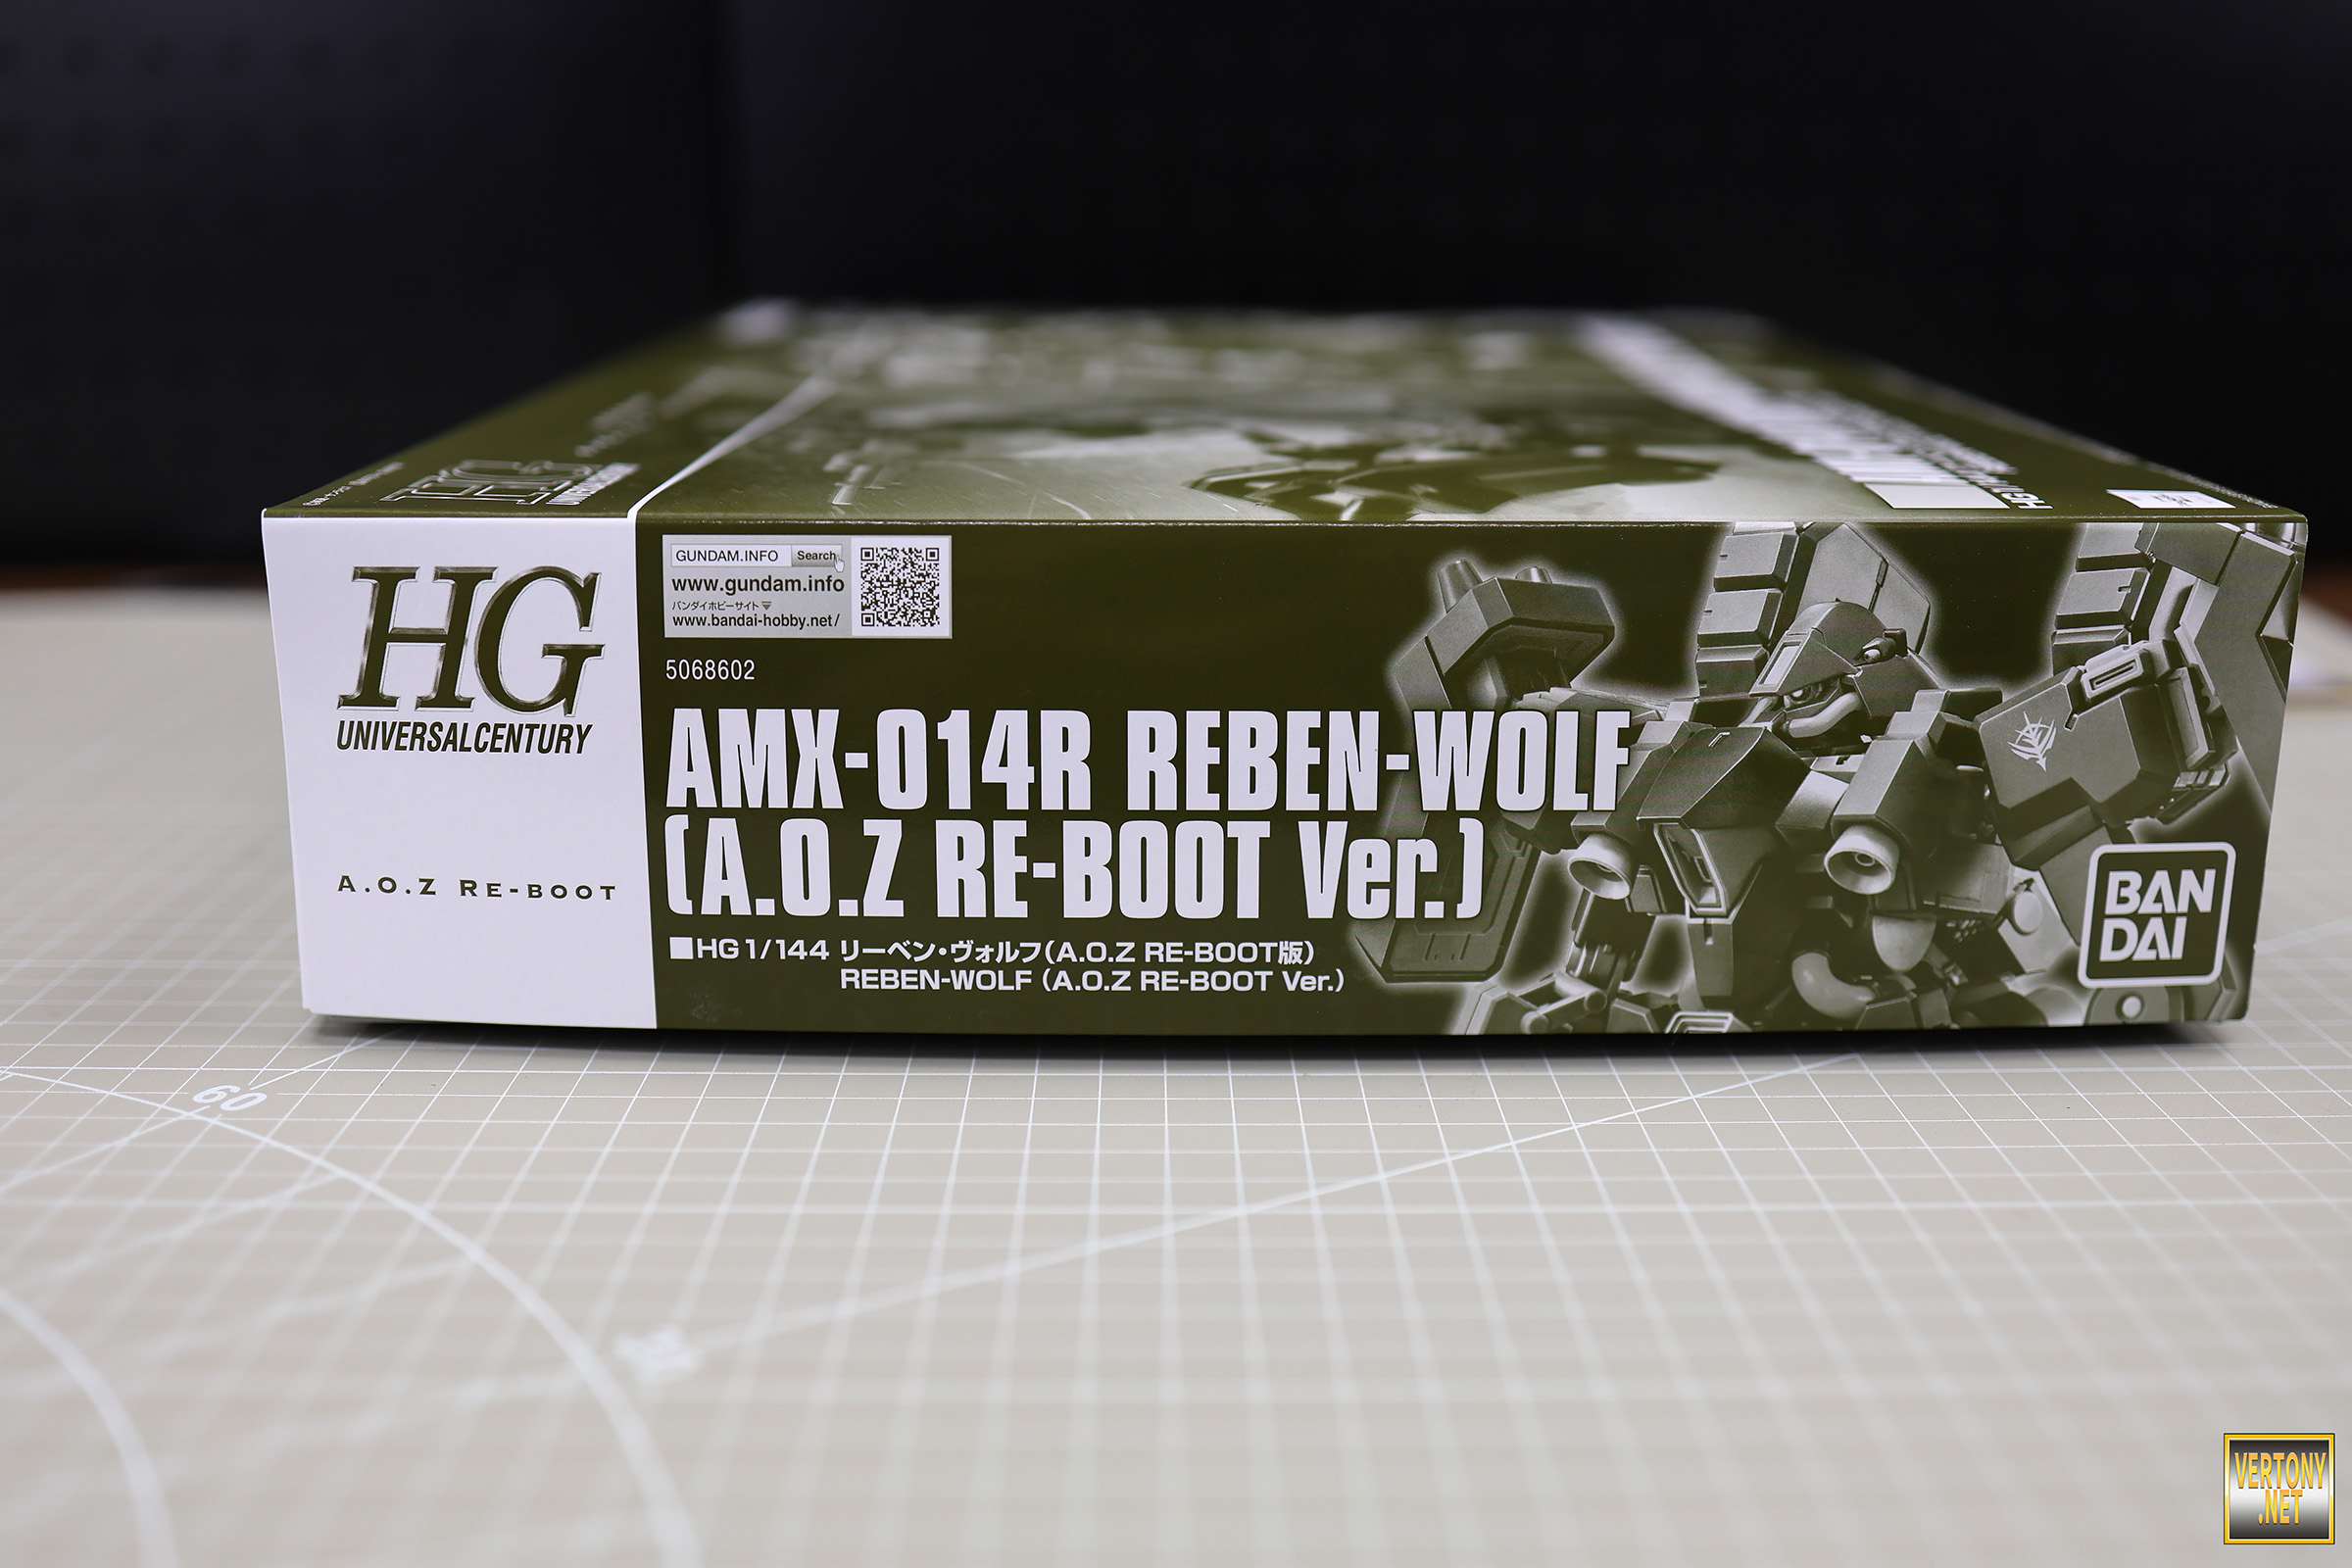 HG
UNIVERSAL CENTURY
A.O.Z RE-BOOT
GUNDAM.INFO Search
www.gundam.info
バンダイホビーサイト
www.bandai-hobby.net/
5068602
AMX-014R REBEN-WOLF
(A.O.Z RE-BOOT Ver.)
■HG 1/144 リーベン・ヴォルフ(A.O.Z RE-BOOT版)
REBEN-WOLF (A.O.Z RE-BOOT Ver.)
BAN
DAI
HG
60
VERTONY
.NET